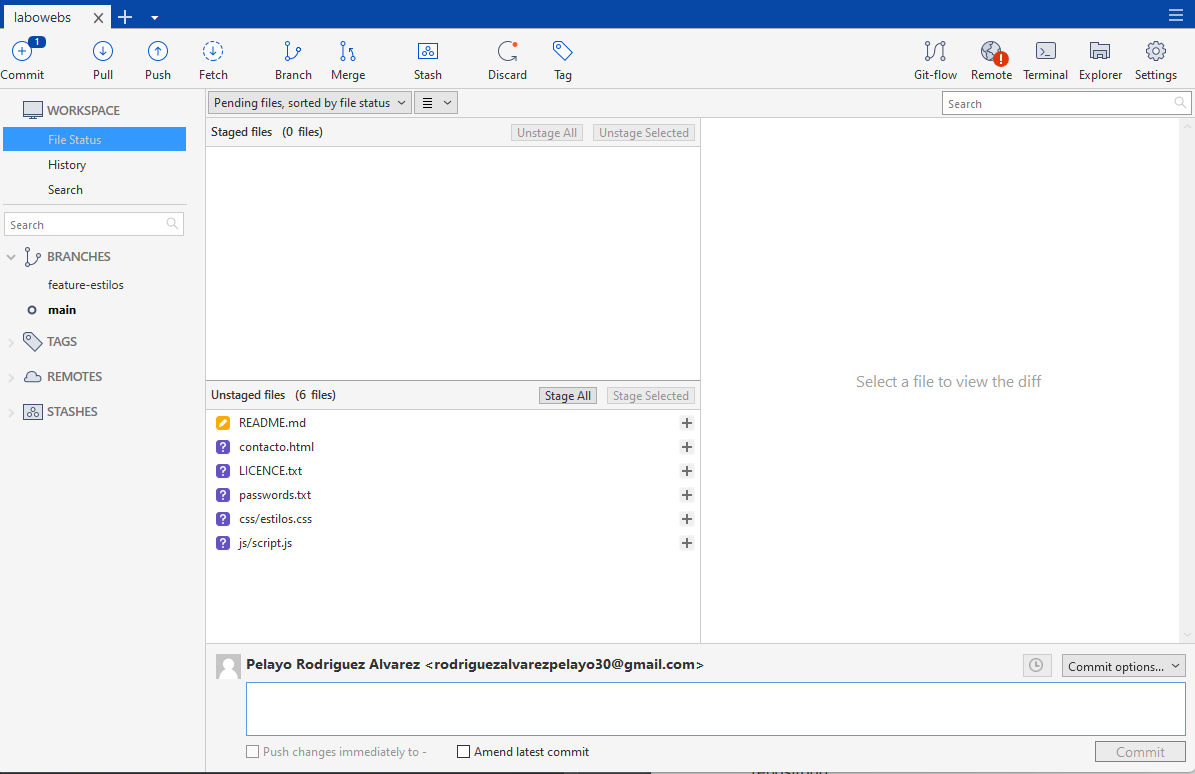 labowebs
1
Commit Pull Push Fetch Branch Merge Stash Discard Tag Git-flow Remote Terminal Explorer Settings
WORKSPACE
File Status
History
Search
Search
BRANCHES
feature-estilos
main
TAGS
REMOTES
STASHES
Pending files, sorted by file status
Search
Staged files (0 files) Unstage All Unstage Selected
Unstaged files (6 files) Stage All Stage Selected
README.md
contacto.html
LICENCE.txt
passwords.txt
css/estilos.css
js/script.js
Select a file to view the diff
Pelayo Rodriguez Alvarez <rodriguezalvarezpelayo30@gmail.com>
Commit options...
Push changes immediately to - Amend latest commit Commit